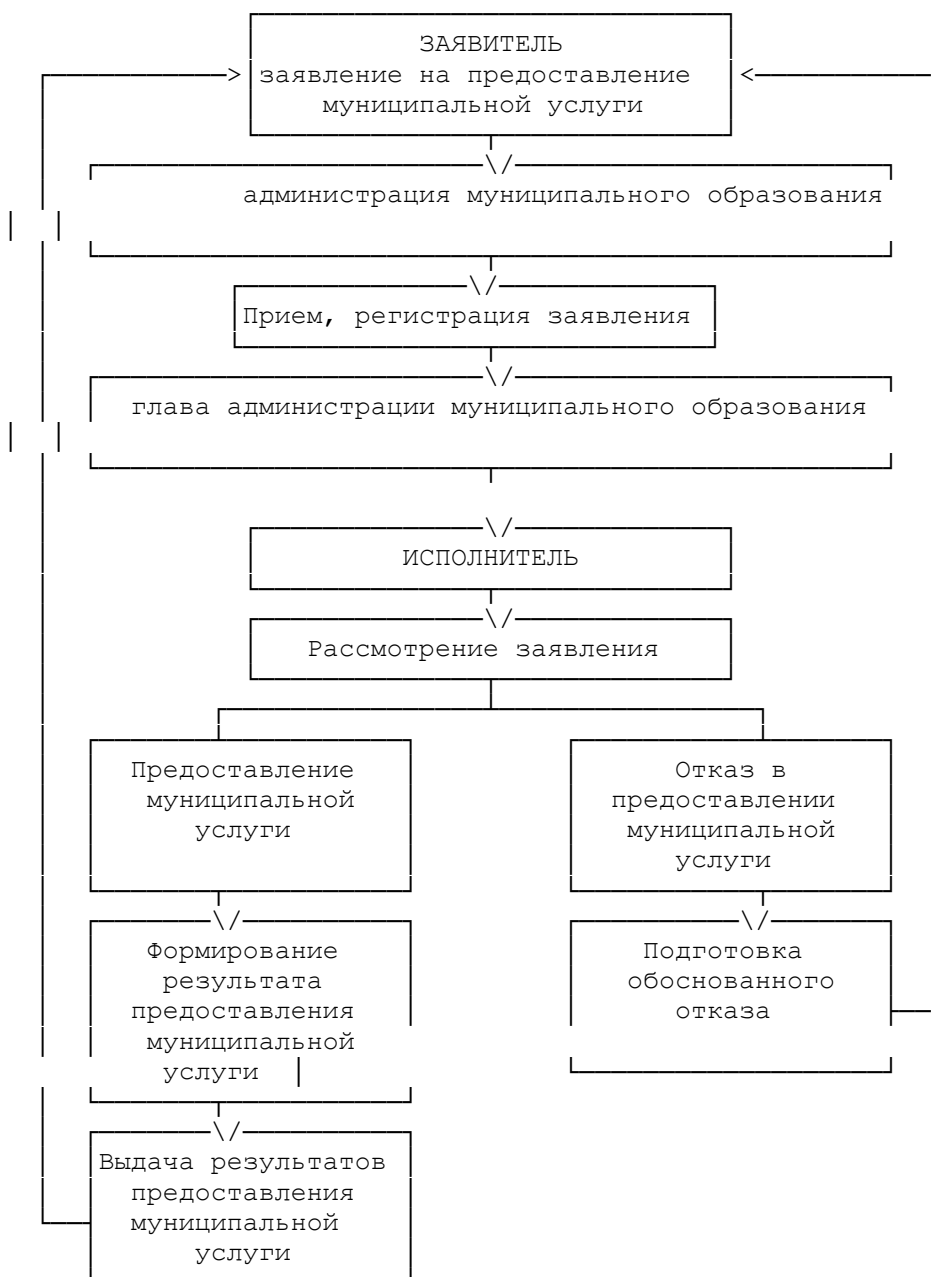 ЗАЯВИТЕЛЬ
заявление на предоставление
муниципальной услуги
администрация муниципального образования
Прием, регистрация заявления
глава администрации муниципального образования
ИСПОЛНИТЕЛЬ
Рассмотрение заявления
Предоставление
муниципальной
услуги
Отказ в
предоставлении
муниципальной
услуги
Формирование
результата
предоставления
муниципальной
услуги
Подготовка
обоснованного
отказа
Выдача результатов
предоставления
муниципальной
услуги